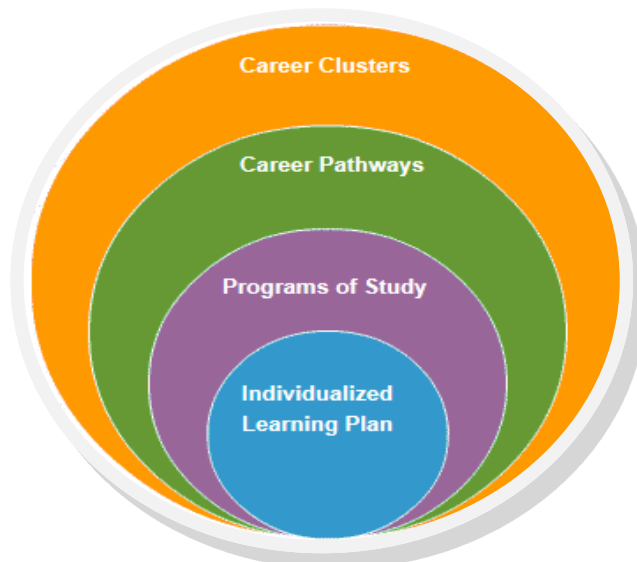 Career Clusters
Career Pathways
Programs of Study
Individualized
Learning Plan